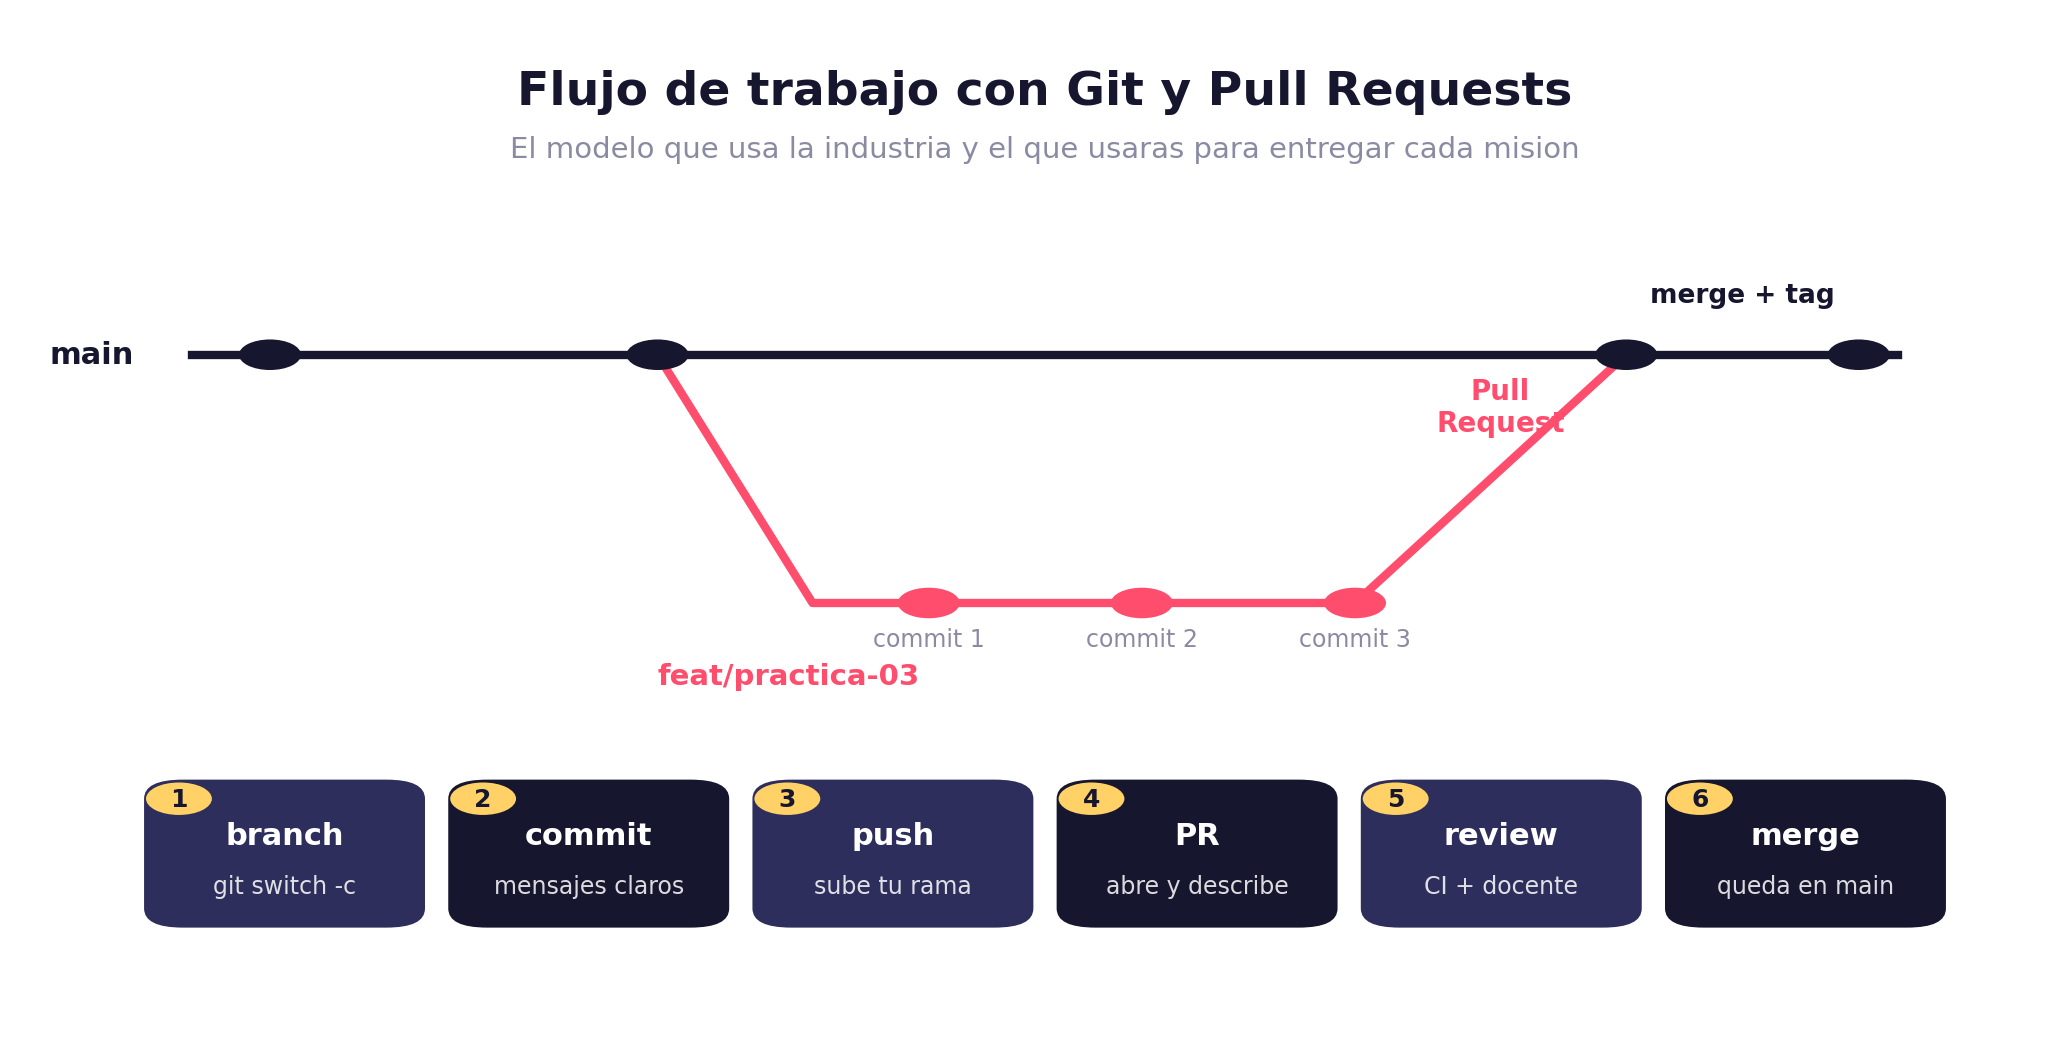 Flujo de trabajo con Git y Pull Requests
El modelo que usa la industria y el que usaras para entregar cada mision
merge + tag
main
Pull
Request
commit 1
commit 2
commit 3
feat/practica-03
1
branch
git switch -c
2
commit
mensajes claros
3
push
sube tu rama
4
PR
abre y describe
5
review
CI + docente
6
merge
queda en main